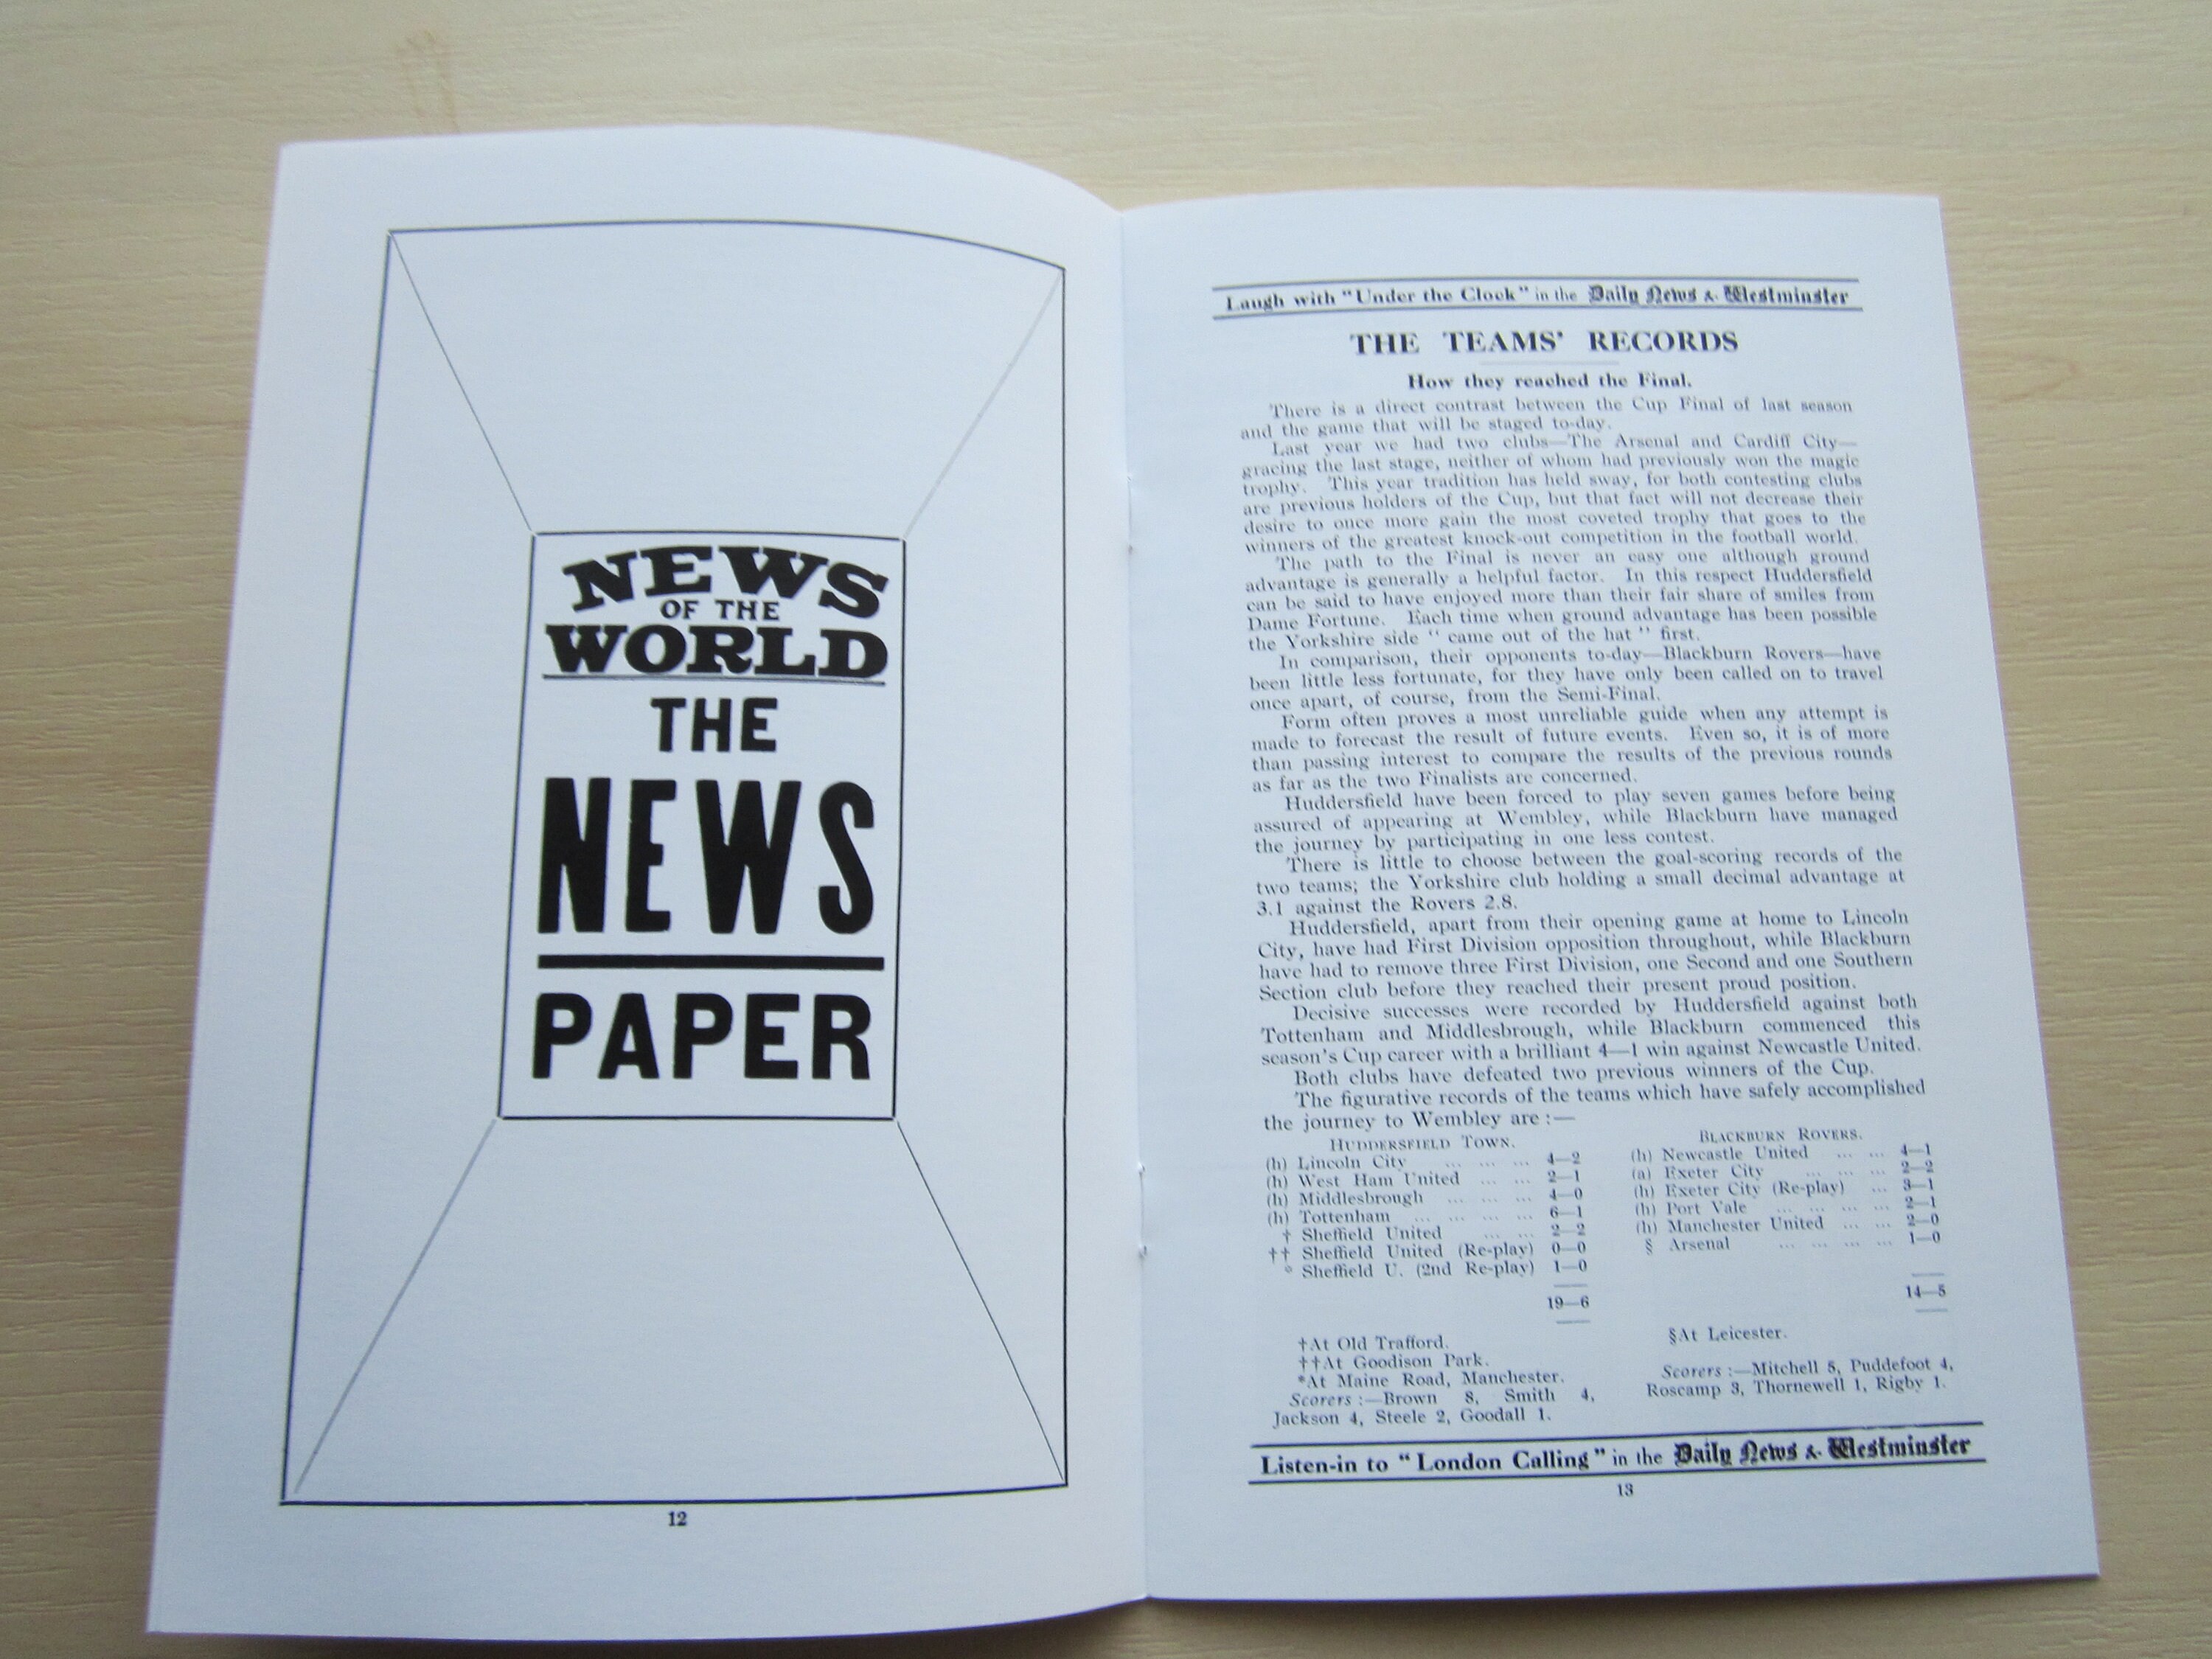 NEWS
OF THE
WORLD
THE
NEWS
PAPER
12
Laugh with "Under the Clock" in the Daily News & Westminster
THE TEAMS' RECORDS
How they reached the Final.
There is a direct contrast between the Cup Final of last season
and the game that will be staged to-day.
Last year we had two clubs—The Arsenal and Cardiff City—
gracing the last stage, neither of whom had previously won the magic
trophy. This year tradition has held sway, for both contesting clubs
are previous holders of the Cup, but that fact will not decrease their
desire to once more gain the most coveted trophy that goes to the
winners of the greatest knock-out competition in the football world.
The path to the Final is never an easy one although ground
advantage is generally a helpful factor. In this respect Huddersfield
can be said to have enjoyed more than their fair share of smiles from
Dame Fortune. Each time when ground advantage has been possible
the Yorkshire side "came out of the hat" first.
In comparison, their opponents to-day—Blackburn Rovers—have
been little less fortunate, for they have only been called on to travel
once apart, of course, from the Semi-Final.
Form often proves a most unreliable guide when any attempt is
made to forecast the result of future events. Even so, it is of more
than passing interest to compare the results of the previous rounds
as far as the two Finalists are concerned.
Huddersfield have been forced to play seven games before being
assured of appearing at Wembley, while Blackburn have managed
the journey by participating in one less contest.
There is little to choose between the goal-scoring records of the
two teams; the Yorkshire club holding a small decimal advantage at
3.1 against the Rovers 2.8.
Huddersfield, apart from their opening game at home to Lincoln
City, have had First Division opposition throughout, while Blackburn
have had to remove three First Division, one Second and one Southern
Section club before they reached their present proud position.
Decisive successes were recorded by Huddersfield against both
Tottenham and Middlesbrough, while Blackburn commenced this
season's Cup career with a brilliant 4—1 win against Newcastle United.
Both clubs have defeated two previous winners of the Cup.
The figurative records of the teams which have safely accomplished
the journey to Wembley are :—
HUDDERSFIELD TOWN.
(h) Lincoln City ... ... ... 4—2
(h) West Ham United ... ... 2—1
(h) Middlesbrough ... ... ... 4—0
(h) Tottenham ... ... ... ... 6—1
† Sheffield United ... ... 2—2
†† Sheffield United (Re-play) 0—0
* Sheffield U. (2nd Re-play) 1—0
19—6
†At Old Trafford.
††At Goodison Park.
*At Maine Road, Manchester.
Scorers :—Brown 8, Smith 4,
Jackson 4, Steele 2, Goodall 1.
BLACKBURN ROVERS.
(h) Newcastle United ... ... 4—1
(a) Exeter City ... ... ... 2—2
(h) Exeter City (Re-play) ... 3—1
(h) Port Vale ... ... ... ... 2—1
(h) Manchester United ... ... 2—0
§ Arsenal ... ... ... ... 1—0
14—5
§At Leicester.
Scorers :—Mitchell 5, Puddefoot 4,
Roscamp 3, Thornewell 1, Rigby 1.
Listen-in to "London Calling" in the Daily News & Westminster
13